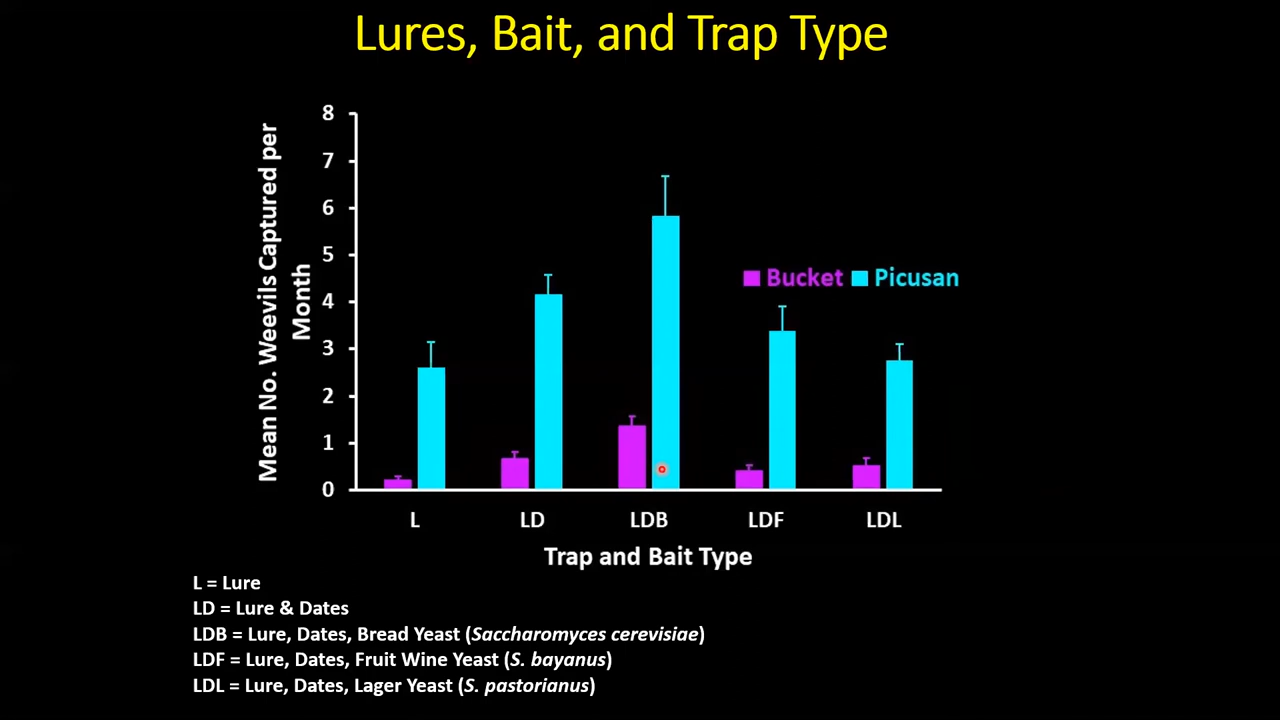 Lures, Bait, and Trap Type
Mean No. Weevils Captured per
Month
8
7
6
5
4
3
2
1
0
Bucket Picusan
L LD LDB LDF LDL
Trap and Bait Type
L = Lure
LD = Lure & Dates
LDB = Lure, Dates, Bread Yeast (Saccharomyces cerevisiae)
LDF = Lure, Dates, Fruit Wine Yeast (S. bayanus)
LDL = Lure, Dates, Lager Yeast (S. pastorianus)